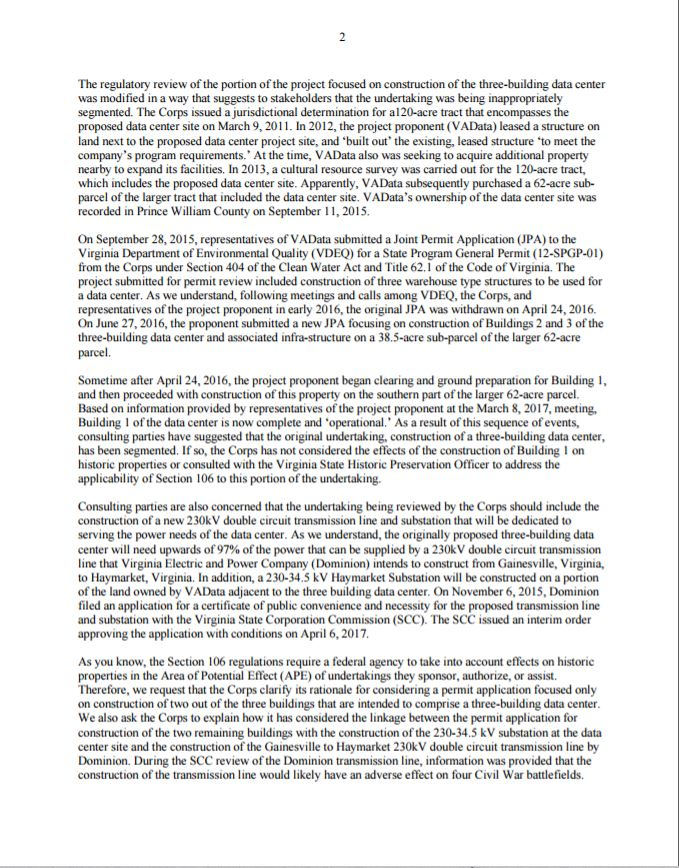 2
The regulatory review of the portion of the project focused on construction of the three-building data center
was modified in a way that suggests to stakeholders that the undertaking was being inappropriately
segmented. The Corps issued a jurisdictional determination for a120-acre tract that encompasses the
proposed data center site on March 9, 2011. In 2012, the project proponent (VAData) leased a structure on
land next to the proposed data center project site, and ‘built out’ the existing, leased structure ‘to meet the
company’s program requirements.’ At the time, VAData also was seeking to acquire additional property
nearby to expand its facilities. In 2013, a cultural resource survey was carried out for the 120-acre tract,
which includes the proposed data center site. Apparently, VAData subsequently purchased a 62-acre sub-
parcel of the larger tract that included the data center site. VAData’s ownership of the data center site was
recorded in Prince William County on September 11, 2015.
On September 28, 2015, representatives of VAData submitted a Joint Permit Application (JPA) to the
Virginia Department of Environmental Quality (VDEQ) for a State Program General Permit (12-SPGP-01)
from the Corps under Section 404 of the Clean Water Act and Title 62.1 of the Code of Virginia. The
project submitted for permit review included construction of three warehouse type structures to be used for
a data center. As we understand, following meetings and calls among VDEQ, the Corps, and
representatives of the project proponent in early 2016, the original JPA was withdrawn on April 24, 2016.
On June 27, 2016, the proponent submitted a new JPA focusing on construction of Buildings 2 and 3 of the
three-building data center and associated infra-structure on a 38.5-acre sub-parcel of the larger 62-acre
parcel.
Sometime after April 24, 2016, the project proponent began clearing and ground preparation for Building 1,
and then proceeded with construction of this property on the southern part of the larger 62-acre parcel.
Based on information provided by representatives of the project proponent at the March 8, 2017, meeting,
Building 1 of the data center is now complete and ‘operational.’ As a result of this sequence of events,
consulting parties have suggested that the original undertaking, construction of a three-building data center,
has been segmented. If so, the Corps has not considered the effects of the construction of Building 1 on
historic properties or consulted with the Virginia State Historic Preservation Officer to address the
applicability of Section 106 to this portion of the undertaking.
Consulting parties are also concerned that the undertaking being reviewed by the Corps should include the
construction of a new 230kV double circuit transmission line and substation that will be dedicated to
serving the power needs of the data center. As we understand, the originally proposed three-building data
center will need upwards of 97% of the power that can be supplied by a 230kV double circuit transmission
line that Virginia Electric and Power Company (Dominion) intends to construct from Gainesville, Virginia,
to Haymarket, Virginia. In addition, a 230-34.5 kV Haymarket Substation will be constructed on a portion
of the land owned by VAData adjacent to the three building data center. On November 6, 2015, Dominion
filed an application for a certificate of public convenience and necessity for the proposed transmission line
and substation with the Virginia State Corporation Commission (SCC). The SCC issued an interim order
approving the application with conditions on April 6, 2017.
As you know, the Section 106 regulations require a federal agency to take into account effects on historic
properties in the Area of Potential Effect (APE) of undertakings they sponsor, authorize, or assist.
Therefore, we request that the Corps clarify its rationale for considering a permit application focused only
on construction of two out of the three buildings that are intended to comprise a three-building data center.
We also ask the Corps to explain how it has considered the linkage between the permit application for
construction of the two remaining buildings with the construction of the 230-34.5 kV substation at the data
center site and the construction of the Gainesville to Haymarket 230kV double circuit transmission line by
Dominion. During the SCC review of the Dominion transmission line, information was provided that the
construction of the transmission line would likely have an adverse effect on four Civil War battlefields.